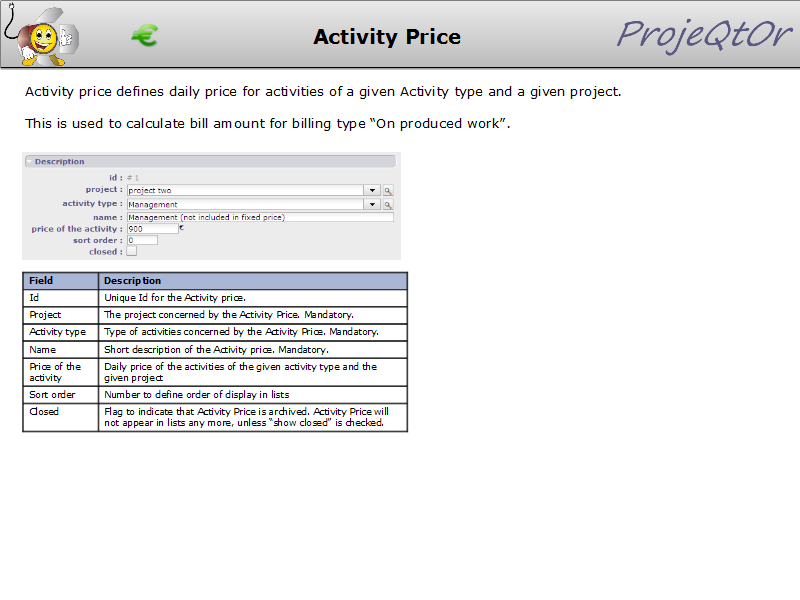 Activity Price
ProjeQtOr
Activity price defines daily price for activities of a given Activity type and a given project.
This is used to calculate bill amount for billing type “On produced work”.
Description
id : # 1
project : project two
activity type : Management
name : Management (not included in fixed price)
price of the activity : 900 €
sort order : 0
closed :
Field Description
Id Unique Id for the Activity price.
Project The project concerned by the Activity Price. Mandatory.
Activity type Type of activities concerned by the Activity Price. Mandatory.
Name Short description of the Activity price. Mandatory.
Price of the Daily price of the activities of the given activity type and the
activity given project
Sort order Number to define order of display in lists
Closed Flag to indicate that Activity Price is archived. Activity Price will
not appear in lists any more, unless “show closed” is checked.